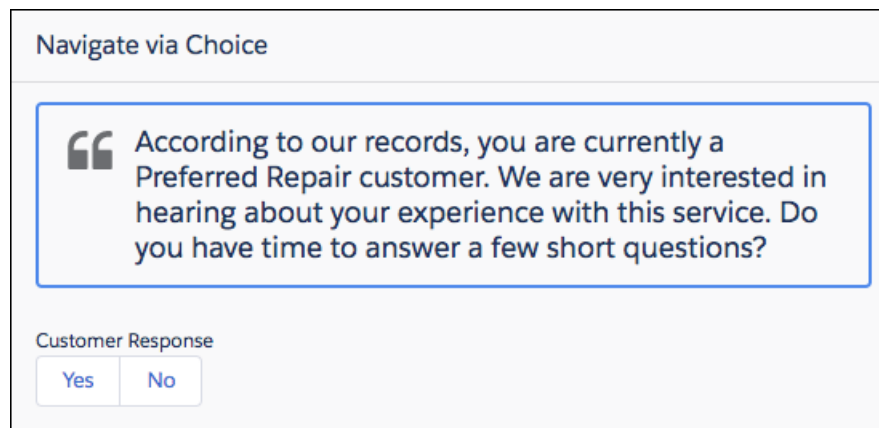 Navigate via Choice
According to our records, you are currently a
Preferred Repair customer. We are very interested in
hearing about your experience with this service. Do
you have time to answer a few short questions?
Customer Response
Yes No